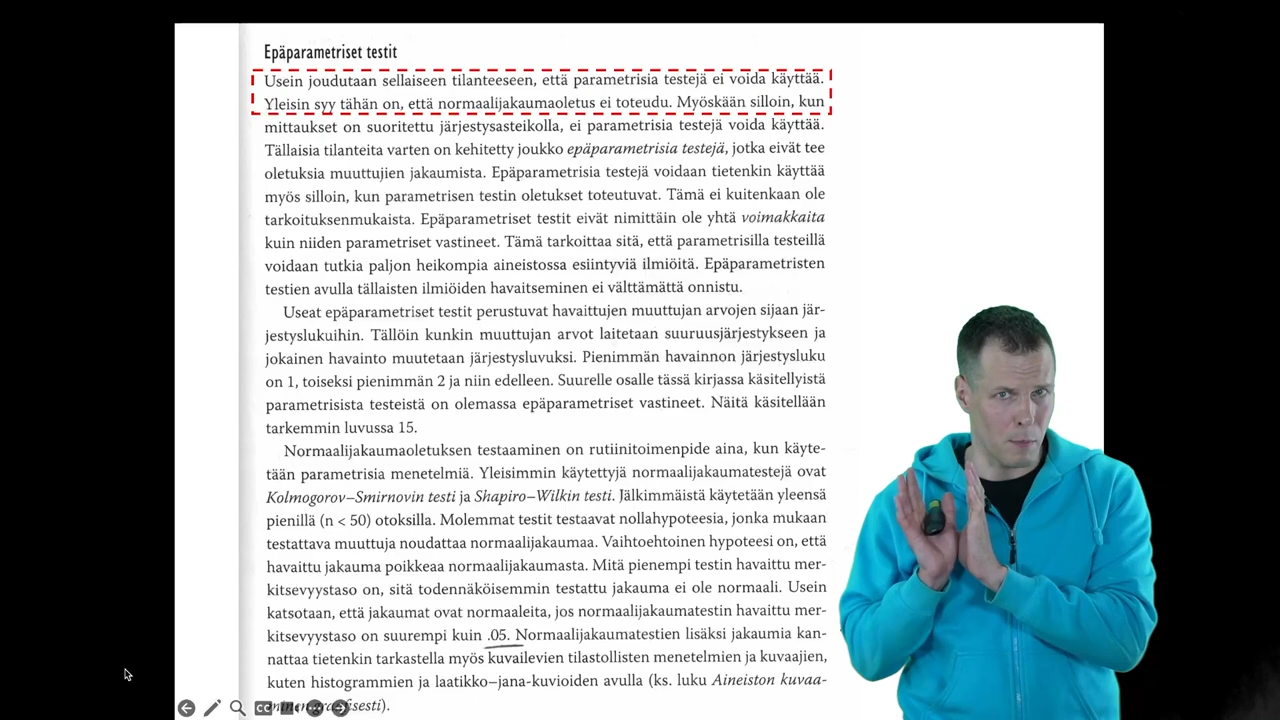 Epäparametriset testit
Usein joudutaan sellaiseen tilanteeseen, että parametrisia testejä ei voida käyttää.
Yleisin syy tähän on, että normaalijakaumaoletus ei toteudu. Myöskään silloin, kun
mittaukset on suoritettu järjestysasteikolla, ei parametrisia testejä voida käyttää.
Tällaisia tilanteita varten on kehitetty joukko epäparametrisia testejä, jotka eivät tee
oletuksia muuttujien jakaumista. Epäparametrisia testejä voidaan tietenkin käyttää
myös silloin, kun parametrisen testin oletukset toteutuvat. Tämä ei kuitenkaan ole
tarkoituksenmukaista. Epäparametriset testit eivät nimittäin ole yhtä voimakkaita
kuin niiden parametriset vastineet. Tämä tarkoittaa sitä, että parametrisilla testeillä
voidaan tutkia paljon heikompia aineistossa esiintyviä ilmiöitä. Epäparametristen
testien avulla tällaisten ilmiöiden havaitseminen ei välttämättä onnistu.
Useat epäparametriset testit perustuvat havaittujen muuttujan arvojen sijaan jär-
jestyslukuihin. Tällöin kunkin muuttujan arvot laitetaan suuruusjärjestykseen ja
jokainen havainto muutetaan järjestysluvuksi. Pienimmän havainnon järjestysluku
on 1, toiseksi pienimmän 2 ja niin edelleen. Suurelle osalle tässä kirjassa käsitellyistä
parametrisista testeistä on olemassa epäparametriset vastineet. Näitä käsitellään
tarkemmin luvussa 15.
Normaalijakaumaoletuksen testaaminen on rutiinitoimenpide aina, kun käyte-
tään parametrisia menetelmiä. Yleisimmin käytettyjä normaalijakaumatestejä ovat
Kolmogorov–Smirnovin testi ja Shapiro–Wilkin testi. Jälkimmäistä käytetään yleensä
pienillä (n < 50) otoksilla. Molemmat testit testaavat nollahypoteesia, jonka mukaan
testattava muuttuja noudattaa normaalijakaumaa. Vaihtoehtoinen hypoteesi on, että
havaittu jakauma poikkeaa normaalijakaumasta. Mitä pienempi testin havaittu mer-
kitsevyystaso on, sitä todennäköisemmin testattu jakauma ei ole normaali. Usein
katsotaan, että jakaumat ovat normaaleita, jos normaalijakaumatestin havaittu mer-
kitsevyystaso on suurempi kuin .05. Normaalijakaumatestien lisäksi jakaumia kan-
nattaa tietenkin tarkastella myös kuvailevien tilastollisten menetelmien ja kuvaajien,
kuten histogrammien ja laatikko–jana-kuvioiden avulla (ks. luku Aineiston kuvaa-